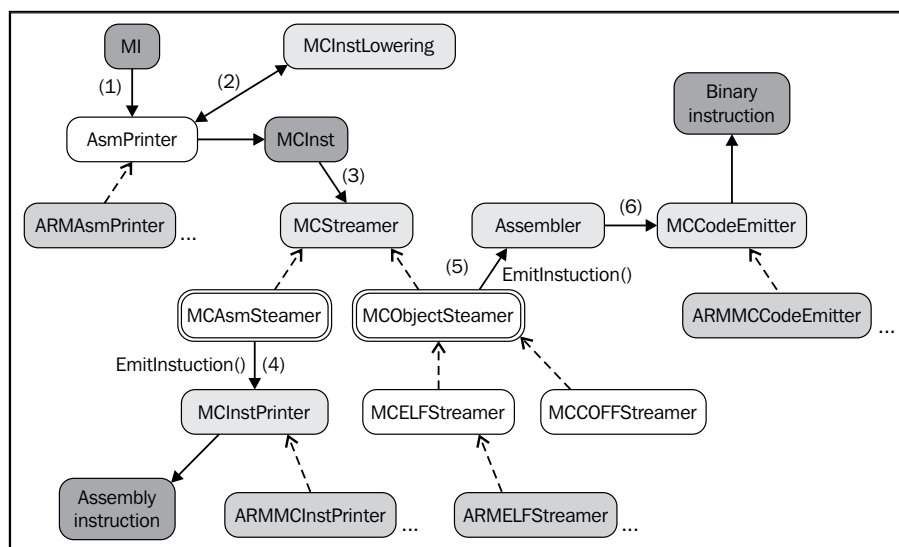 MI
MCInstLowering
(1)
(2)
Binary
instruction
AsmPrinter
MCInst
(3)
ARMAsmPrinter
...
MCStreamer
Assembler
(6)
MCCodeEmitter
(5)
EmitInstuction()
MCAsmSteamer
MCObjectSteamer
ARMMCCodeEmitter
...
EmitInstuction()
(4)
MCInstPrinter
MCELFStreamer
MCCOFFStreamer
Assembly
instruction
ARMMCInstPrinter
...
ARMELFStreamer
...